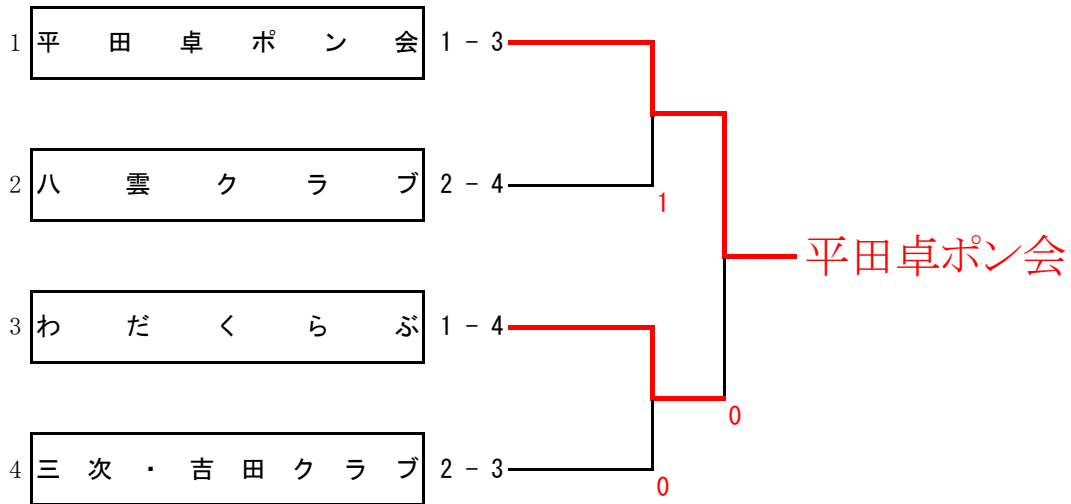 1 平田卓ポン会 1 - 3
2 八雲クラブ 2 - 4
1
平田卓ポン会
3 わだくらぶ 1 - 4
0
4 三次・吉田クラブ 2 - 3
0